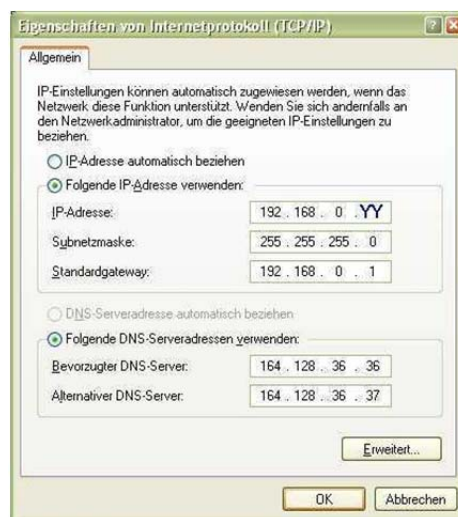 Eigenschaften von Internetprotokoll (TCP/IP)
Allgemein
IP-Einstellungen können automatisch zugewiesen werden, wenn das
Netzwerk diese Funktion unterstützt. Wenden Sie sich andernfalls an
den Netzwerkadministrator, um die geeigneten IP-Einstellungen zu
beziehen.
IP-Adresse automatisch beziehen
Folgende IP-Adresse verwenden:
IP-Adresse: 192 . 168 . 0 . YY
Subnetzmaske: 255 . 255 . 255 . 0
Standardgateway: 192 . 168 . 0 . 1
DNS-Serveradresse automatisch beziehen
Folgende DNS-Serveradressen verwenden:
Bevorzugter DNS-Server: 164 . 128 . 36 . 36
Alternativer DNS-Server: 164 . 128 . 36 . 37
Erweitert...
OK Abbrechen